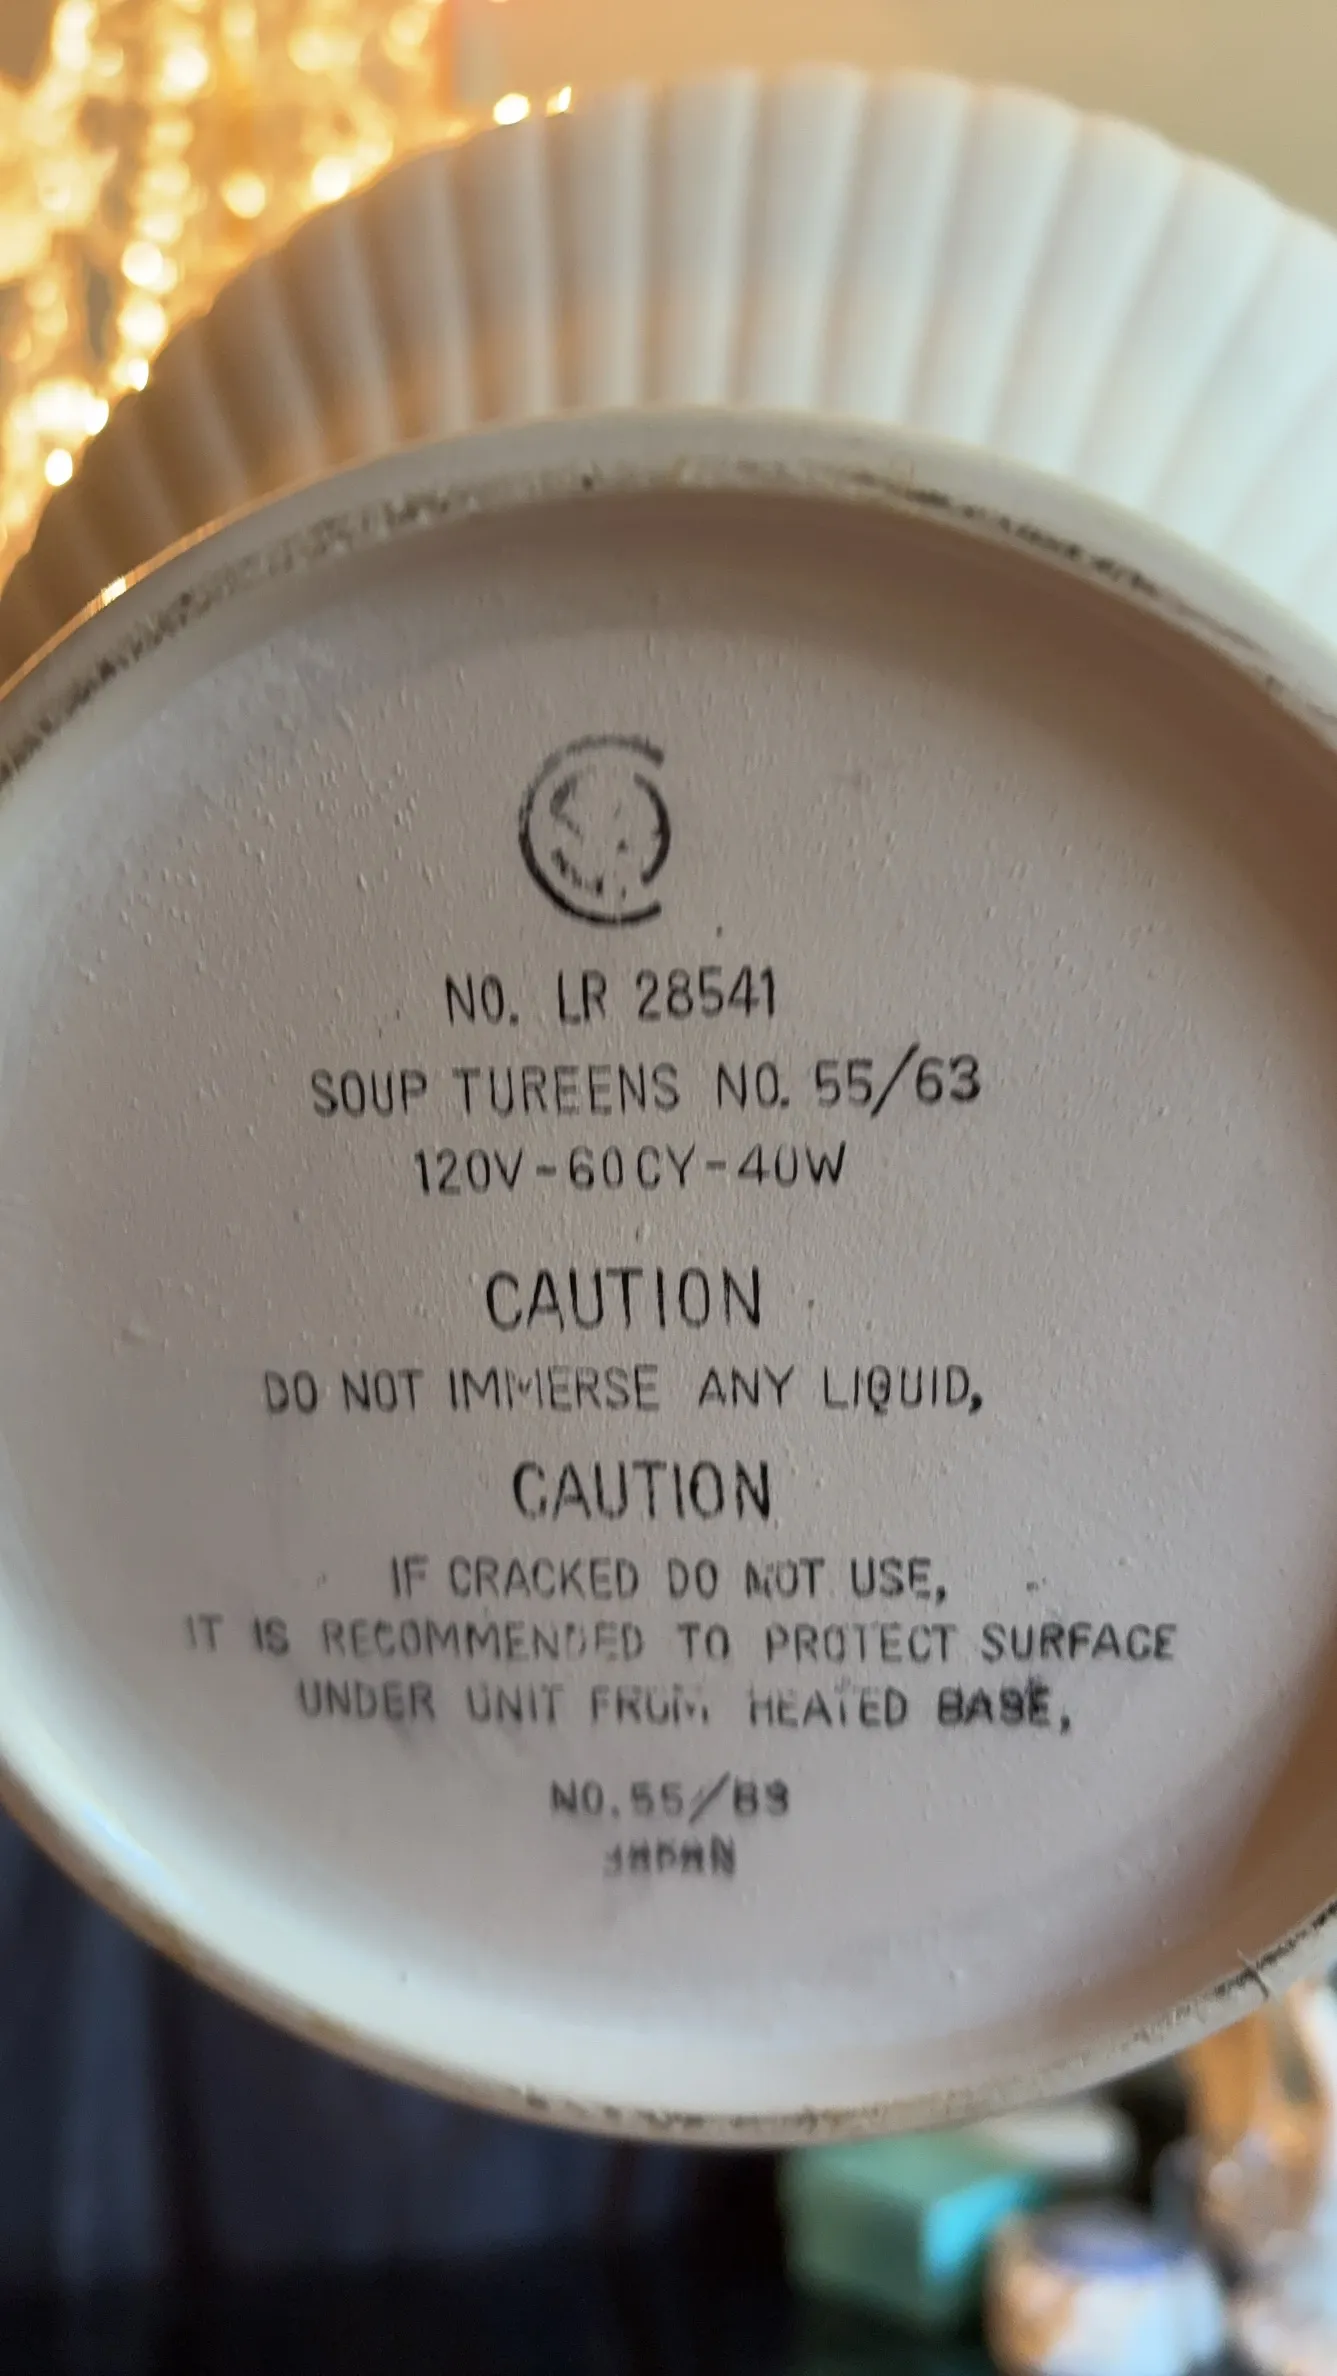 NO. LR 28541
SOUP TUREENS NO. 55/63
120V-60CY-40W
CAUTION
DO NOT IMMERSE ANY LIQUID,
CAUTION
IF CRACKED DO NOT USE,
IT IS RECOMMENDED TO PROTECT SURFACE
UNDER UNIT FROM HEATED BASE,
NO. 55/63
JAPAN